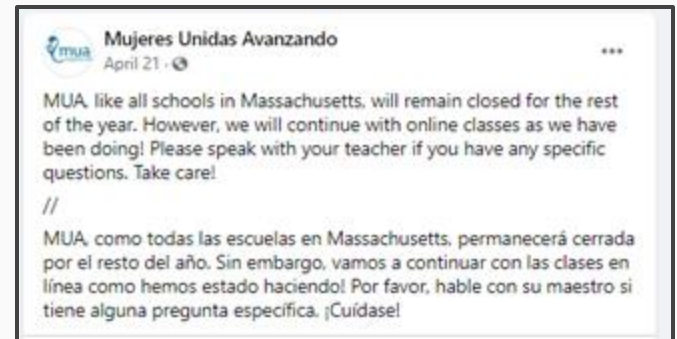 mua
Mujeres Unidas Avanzando
April 21 ·
MUA, like all schools in Massachusetts, will remain closed for the rest
of the year. However, we will continue with online classes as we have
been doing! Please speak with your teacher if you have any specific
questions. Take care!
//
MUA, como todas las escuelas en Massachusetts, permanecerá cerrada
por el resto del año. Sin embargo, vamos a continuar con las clases en
línea como hemos estado haciendo! Por favor, hable con su maestro si
tiene alguna pregunta específica. ¡Cuídase!